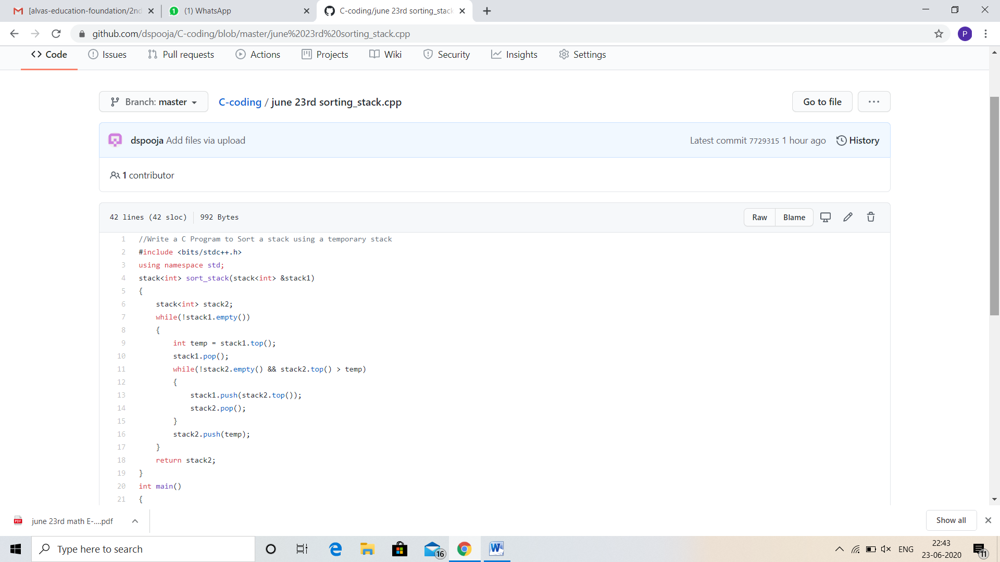 [alvas-education-foundation/2nd
(1) WhatsApp
C-coding/june 23rd sorting_stack
github.com/dspooja/C-coding/blob/master/june%2023rd%20sorting_stack.cpp
P
Code Issues Pull requests Actions Projects Wiki Security Insights Settings
Branch: master C-coding / june 23rd sorting_stack.cpp Go to file ...
dspooja Add files via upload Latest commit 7729315 1 hour ago History
1 contributor
42 lines (42 sloc) 992 Bytes Raw Blame
1 //Write a C Program to Sort a stack using a temporary stack
2 #include <bits/stdc++.h>
3 using namespace std;
4 stack<int> sort_stack(stack<int> &stack1)
5 {
6 stack<int> stack2;
7 while(!stack1.empty())
8 {
9 int temp = stack1.top();
10 stack1.pop();
11 while(!stack2.empty() && stack2.top() > temp)
12 {
13 stack1.push(stack2.top());
14 stack2.pop();
15 }
16 stack2.push(temp);
17 }
18 return stack2;
19 }
20 int main()
21 {
PDF june 23rd math E-....pdf Show all
Type here to search 16 W ENG 22:43
23-06-2020 11